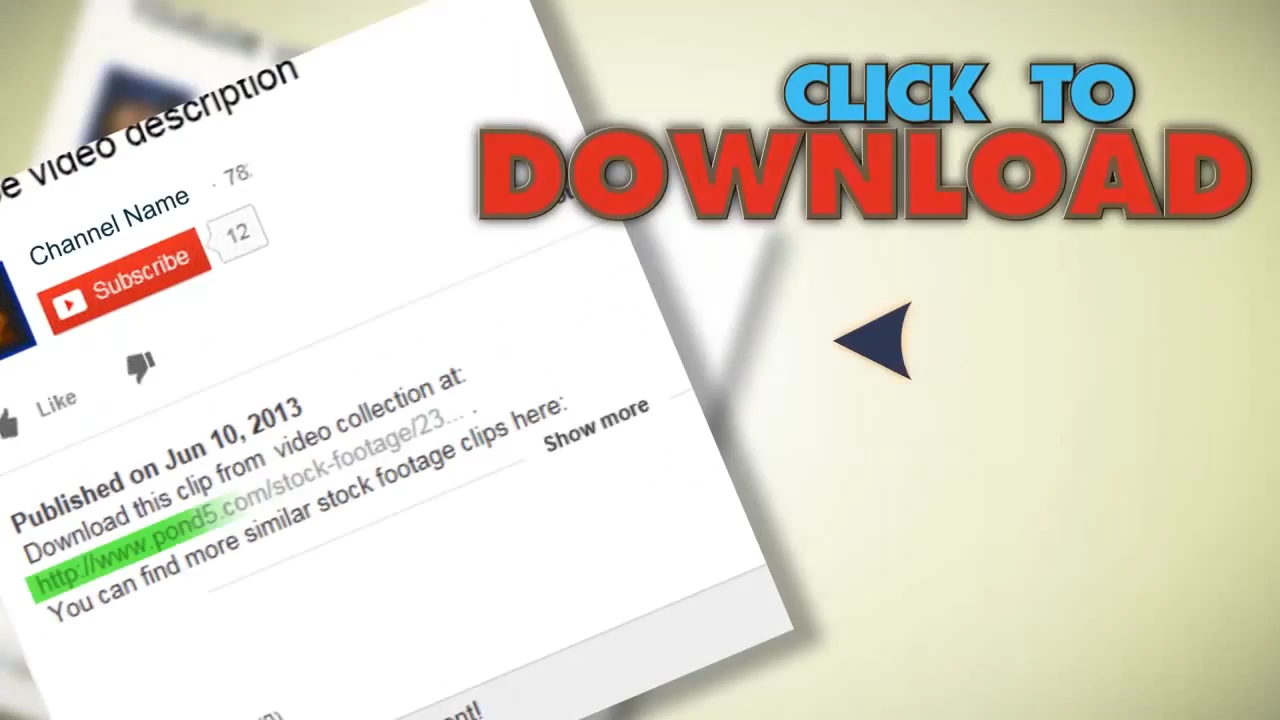 CLICK TO
DOWNLOAD
e video description
Channel Name
78
Subscribe
12
Like
Published on Jun 10, 2013
Download this clip from video collection at:
http://www.pond5.com/stock-footage/23... .
You can find more similar stock footage clips here:
Show more